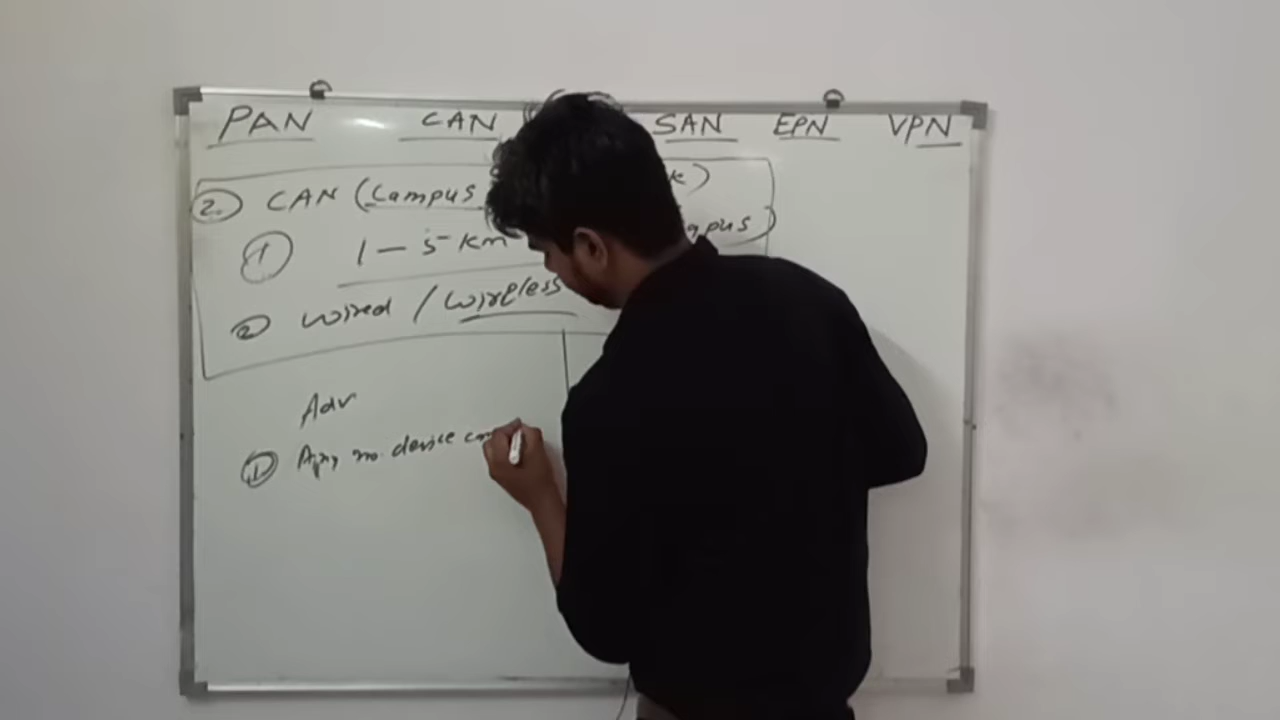 PAN CAN SAN EPN VPN
2. CAN (Campus k)
1 1-5 km apus)
2 wired / wireless
Adv
1 Any no. device